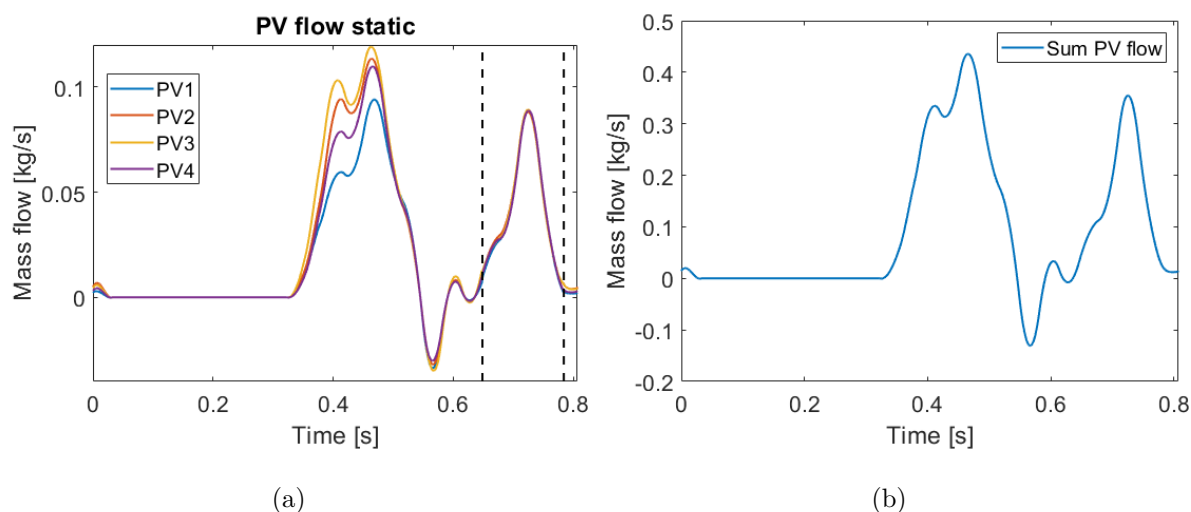 PV flow static
0.1
0.05
0
Mass flow [kg/s]
PV1
PV2
PV3
PV4
0 0.2 0.4 0.6 0.8
Time [s]
(a)
0.5
0.4
0.3
0.2
0.1
0
-0.1
-0.2
Mass flow [kg/s]
Sum PV flow
0 0.2 0.4 0.6 0.8
Time [s]
(b)